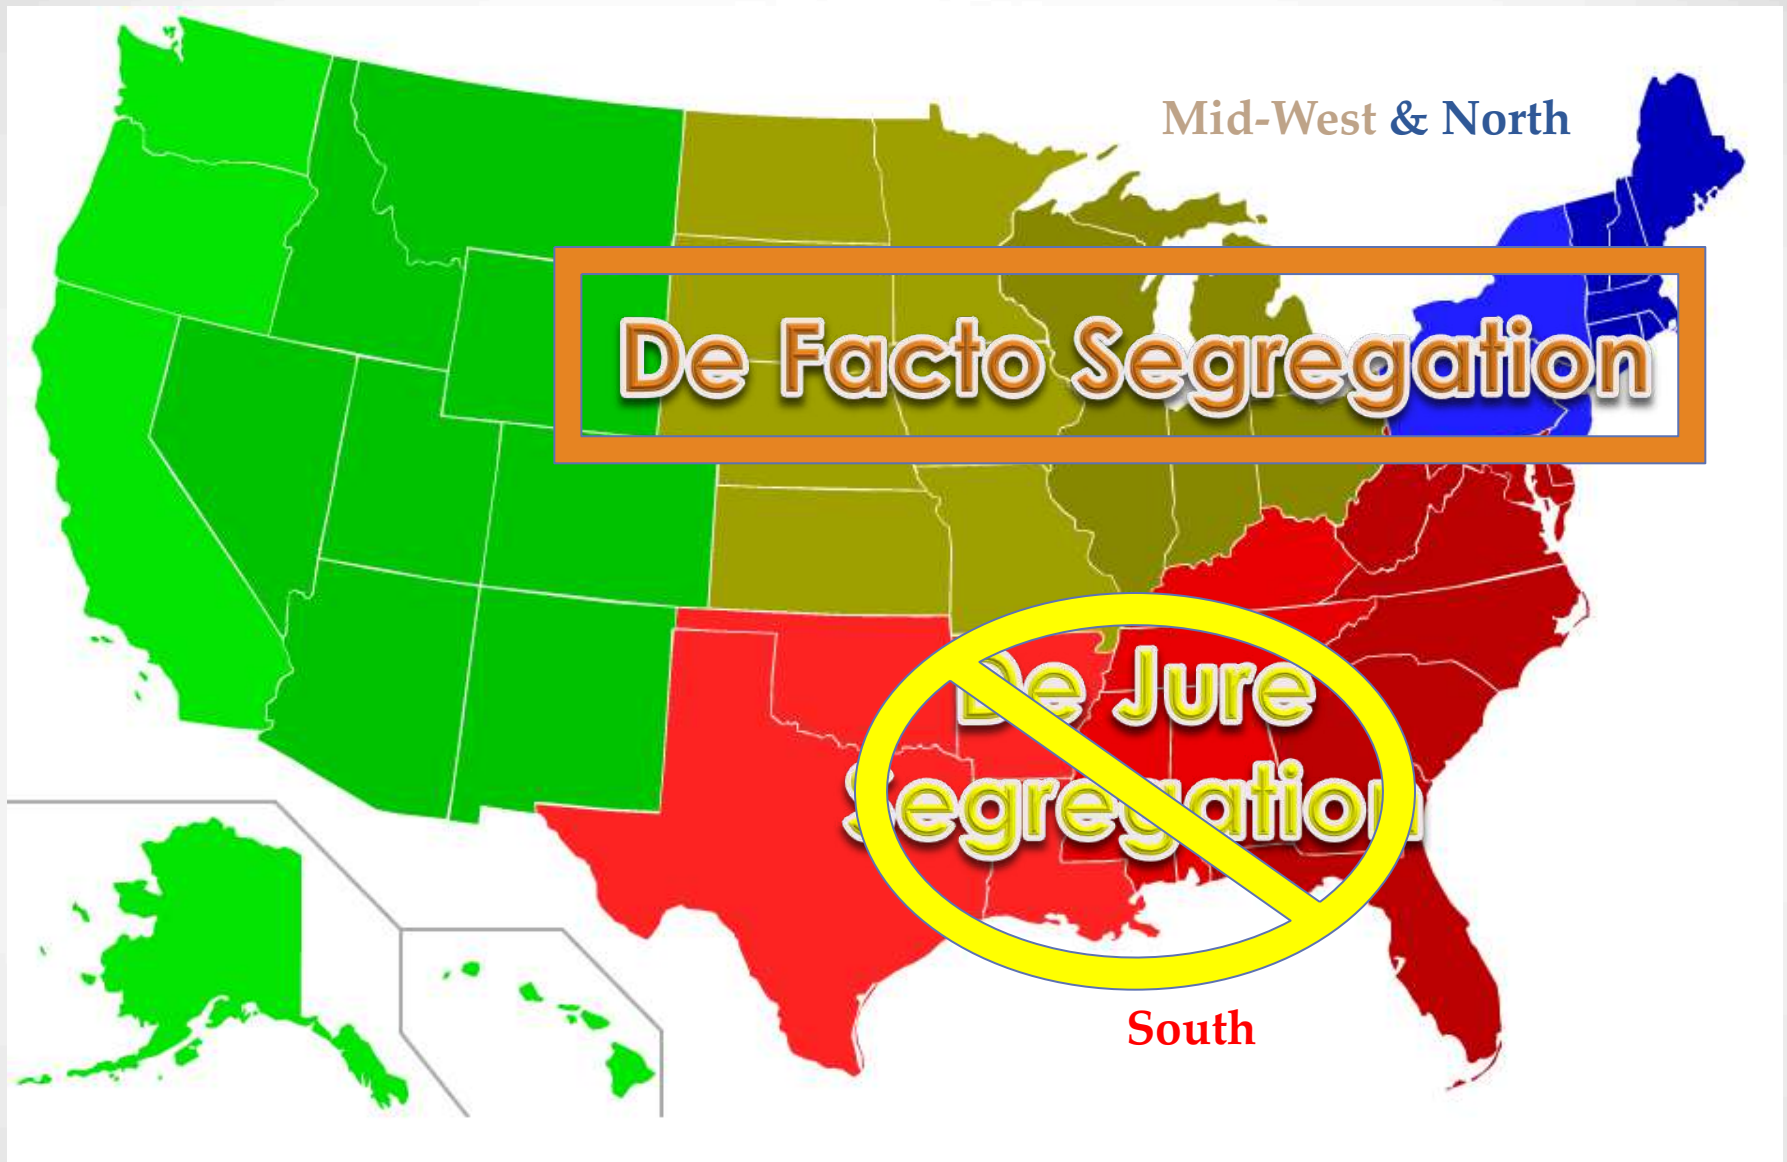 Mid-West & North
De Facto Segregation
De Jure
Segregation
South